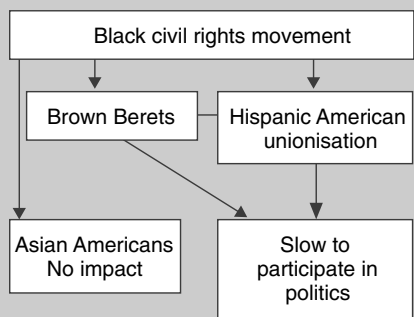 Black civil rights movement
Brown Berets
Hispanic American
unionisation
Asian Americans
No impact
Slow to
participate in
politics